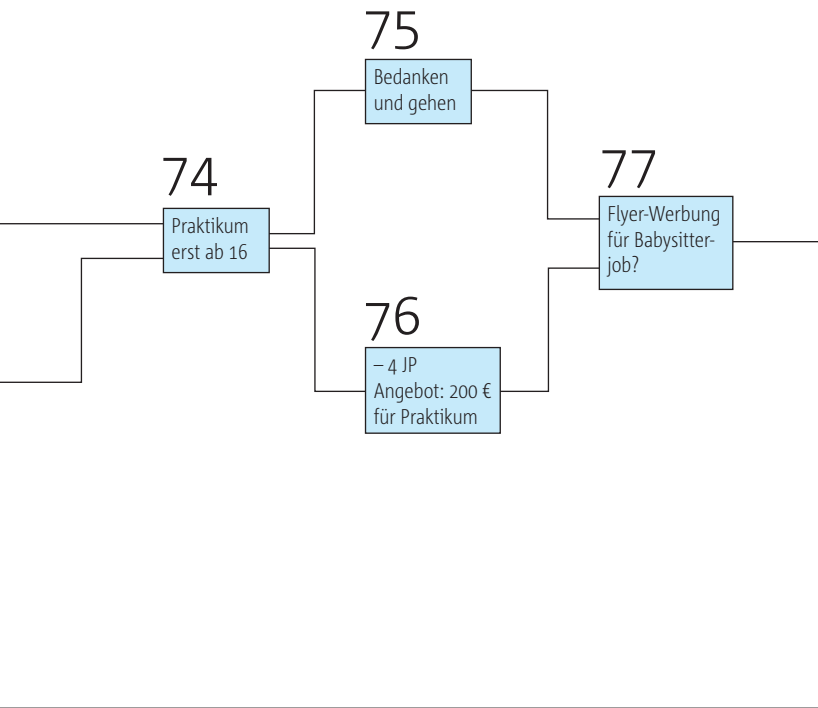 74
Praktikum
erst ab 16
75
Bedanken
und gehen
76
– 4 JP
Angebot: 200 €
für Praktikum
77
Flyer-Werbung
für Babysitter-
job?